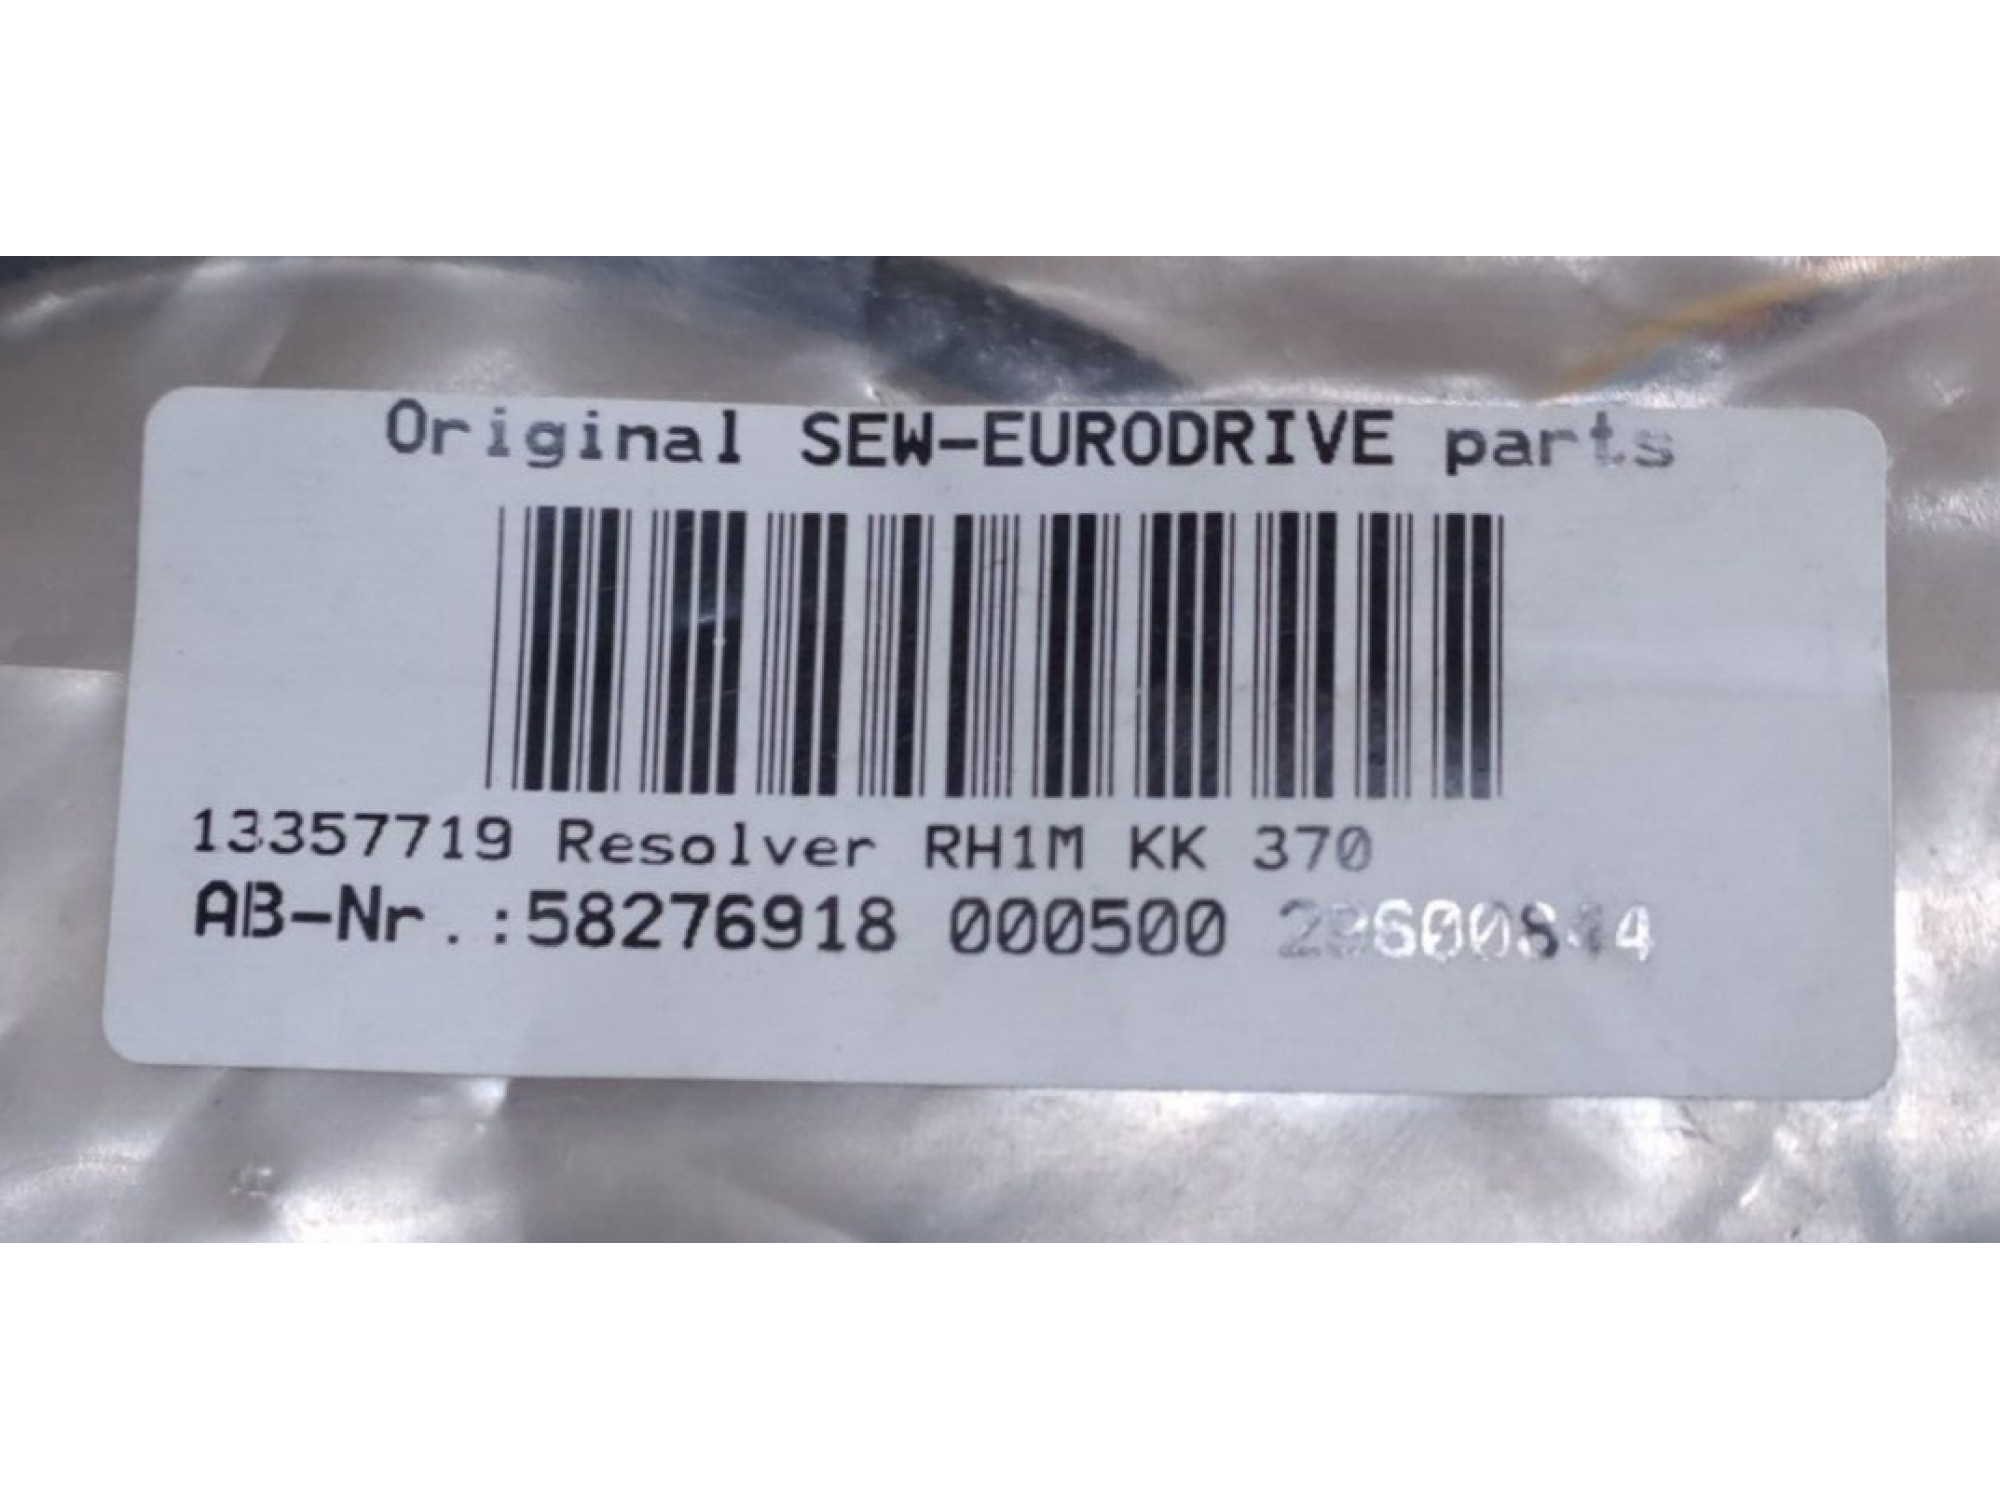 Original SEW-EURODRIVE parts
13357719 Resolver RH1M KK 370
AB-Nr.:58276918 000500